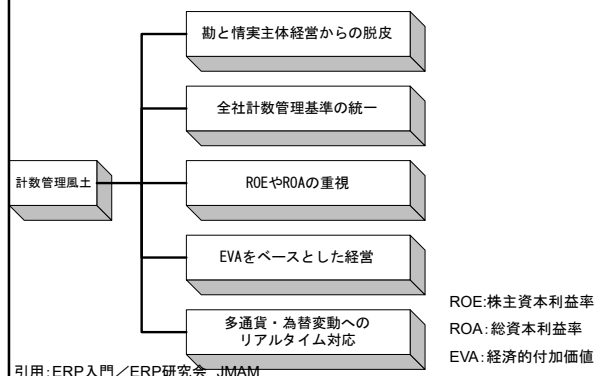 勘と情実主体経営からの脱皮
全社計数管理基準の統一
計数管理風土
ROEやROAの重視
EVAをベースとした経営
多通貨・為替変動への
リアルタイム対応
ROE:株主資本利益率
ROA:総資本利益率
EVA:経済的付加価値
引用:ERP入門／ERP研究会 JMAM